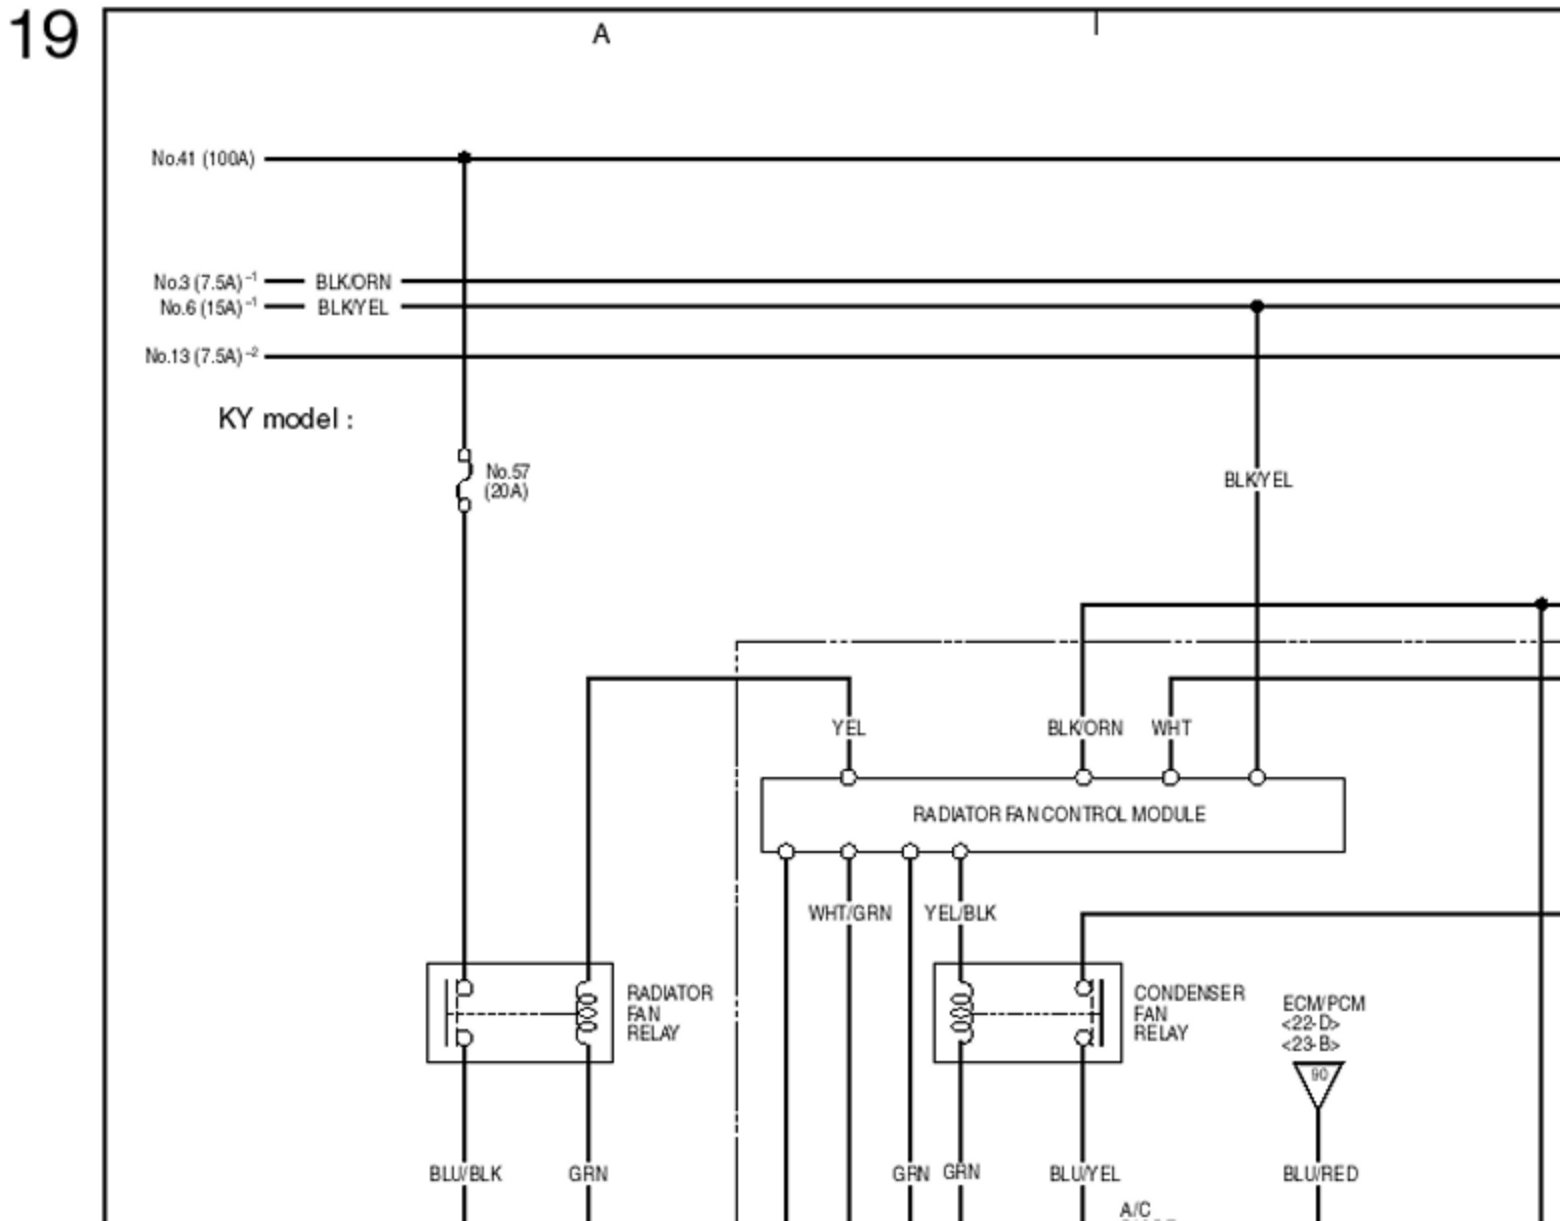 19
A
No.41 (100A)
No.3 (7.5A) –1
BLK/ORN
No.6 (15A) –1
BLK/YEL
No.13 (7.5A) –2
KY model :
No.57
(20A)
BLK/YEL
YEL
BLK/ORN
WHT
RADIATOR FAN CONTROL MODULE
WHT/GRN
YEL/BLK
RADIATOR
FAN
RELAY
CONDENSER
FAN
RELAY
ECM/PCM
<22-D>
<23-B>
90
BLU/BLK
GRN
GRN
GRN
BLU/YEL
BLU/RED
A/C